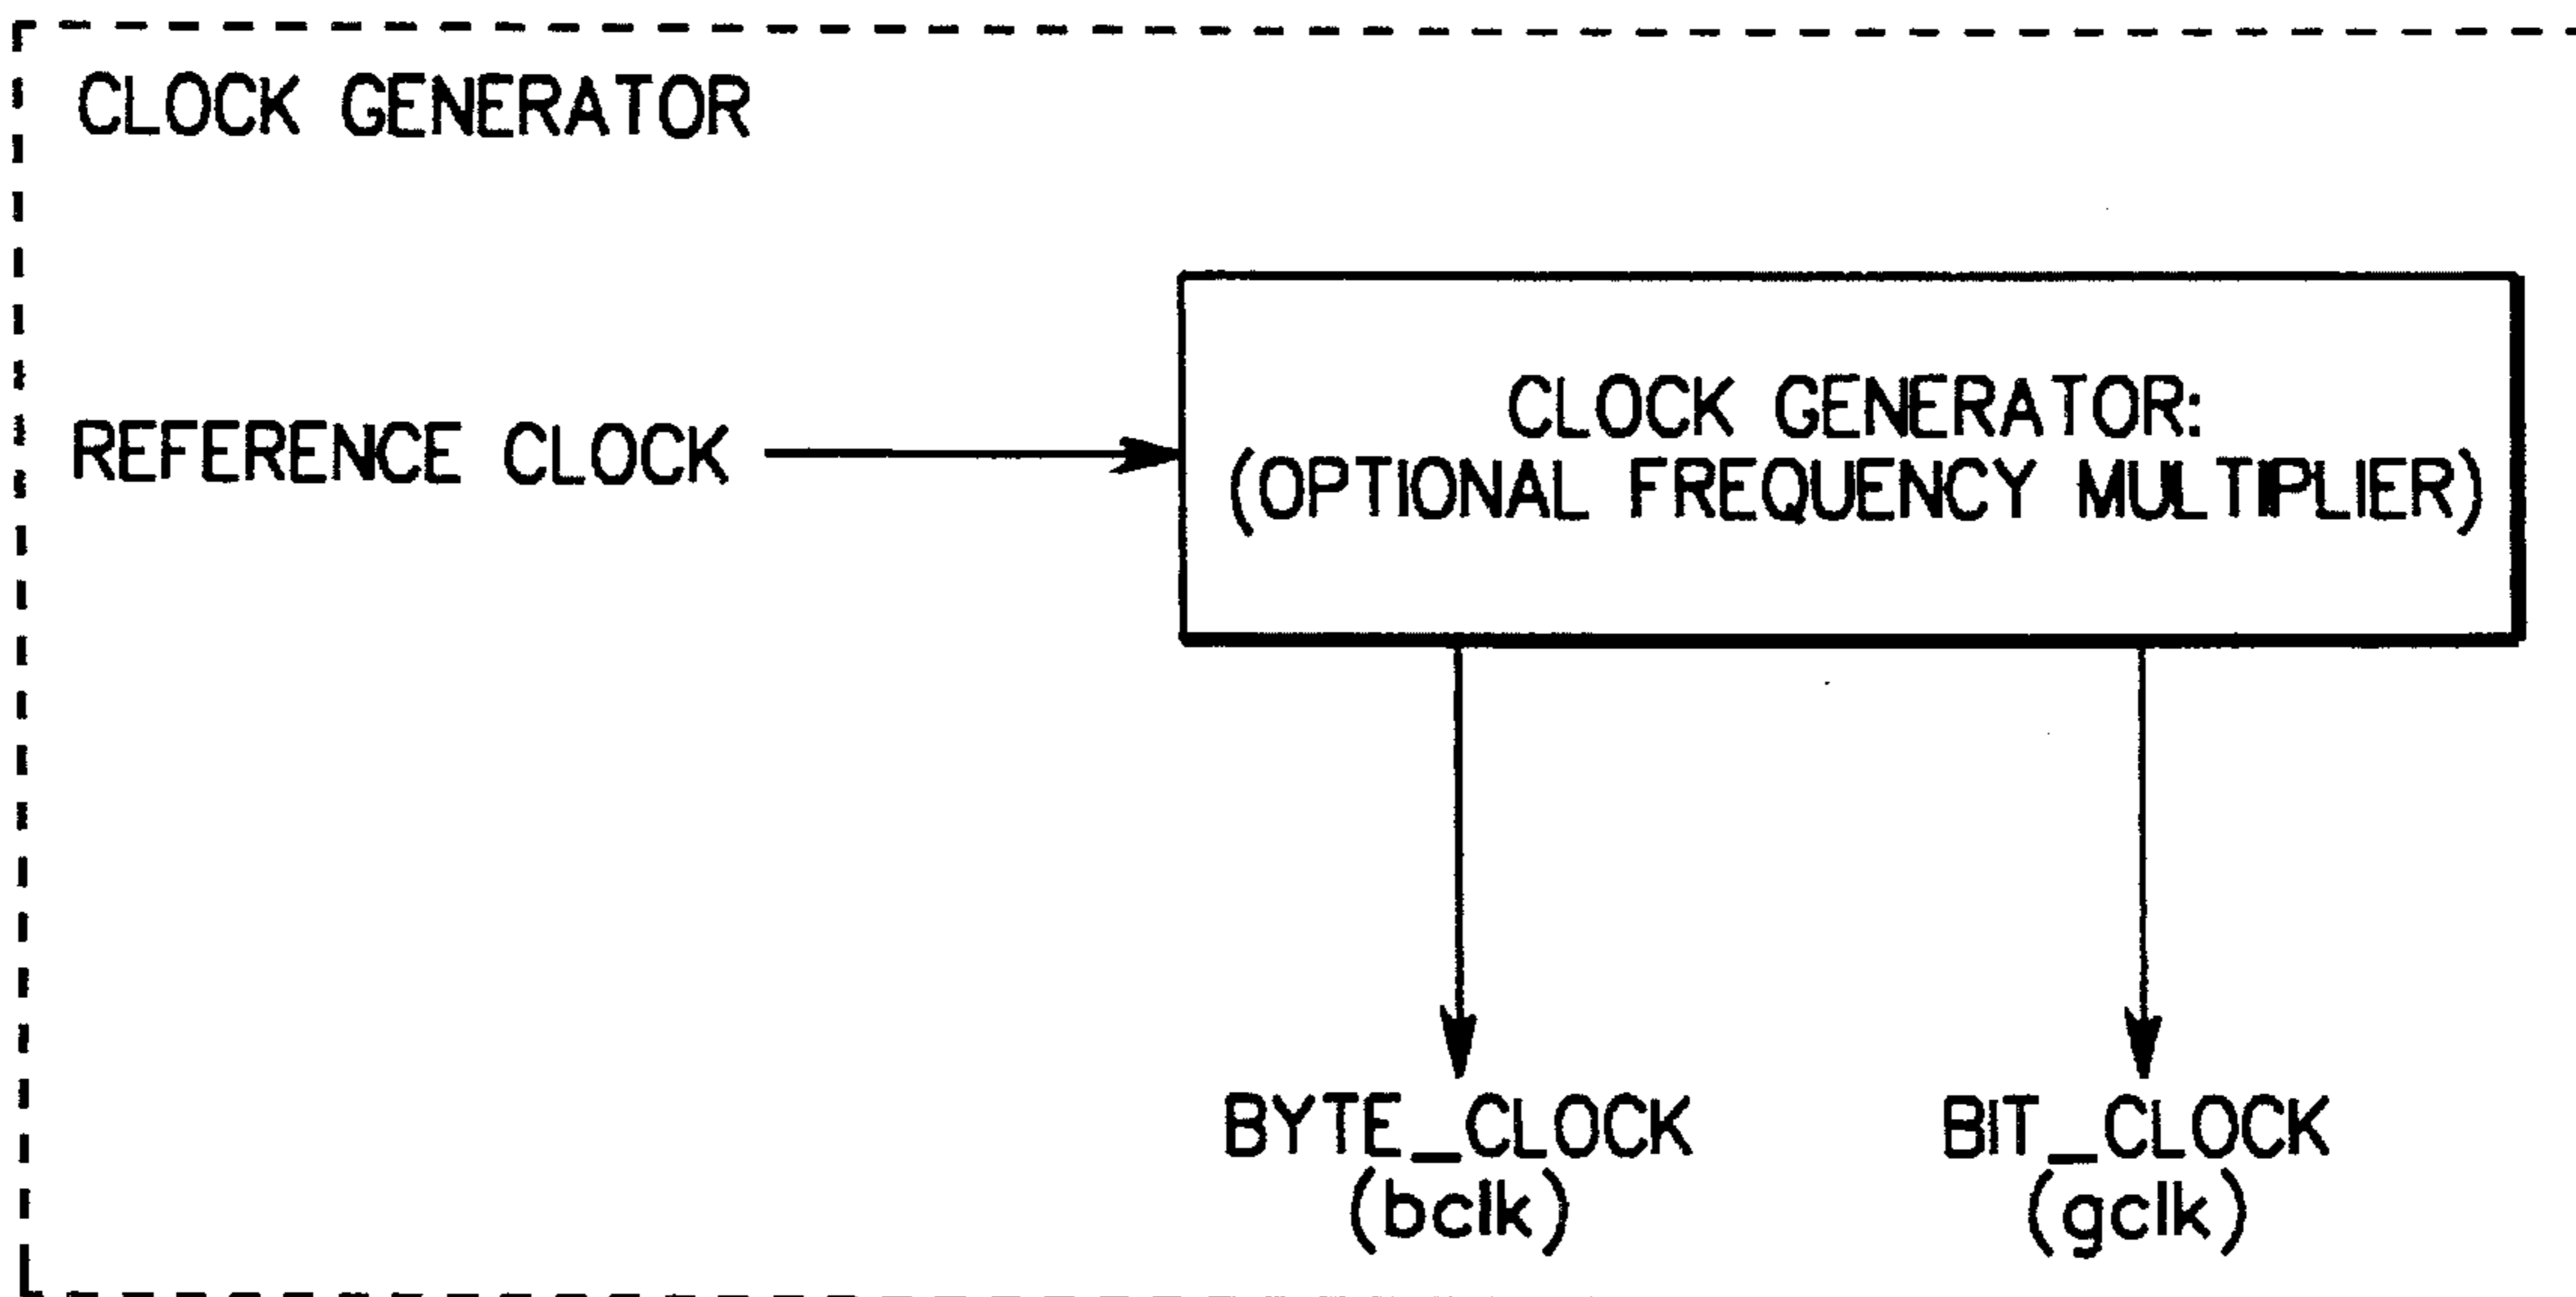 CLOCK GENERATOR
REFERENCE CLOCK
CLOCK GENERATOR:
(OPTIONAL FREQUENCY MULTIPLIER)
BYTE_CLOCK
(bclk)
BIT_CLOCK
(gclk)